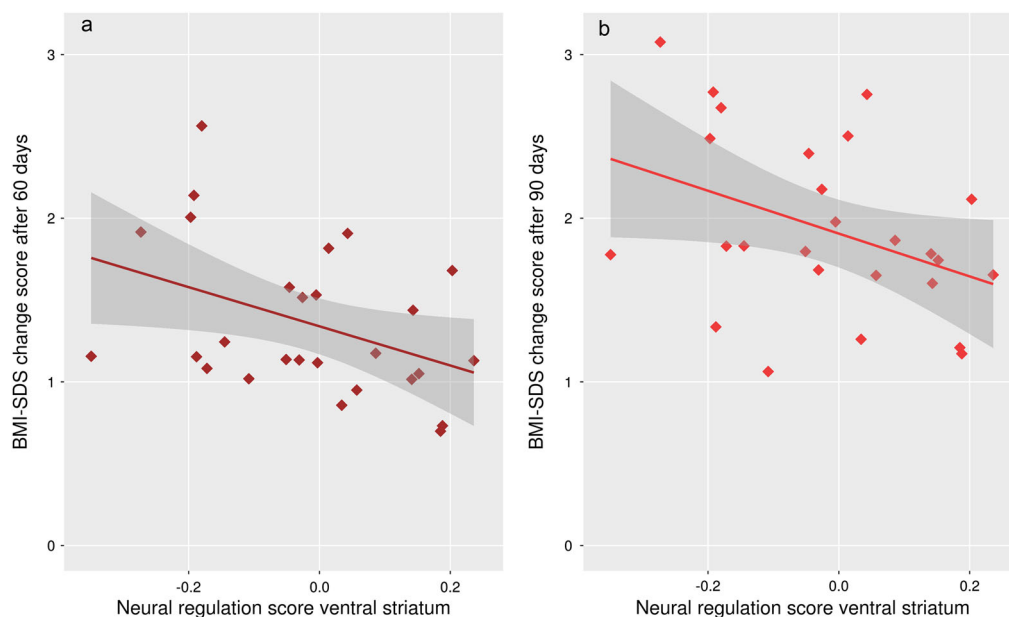 a
BMI-SDS change score after 60 days
3
2
1
0
-0.2 0.0 0.2
Neural regulation score ventral striatum
b
BMI-SDS change score after 90 days
3
2
1
0
-0.2 0.0 0.2
Neural regulation score ventral striatum